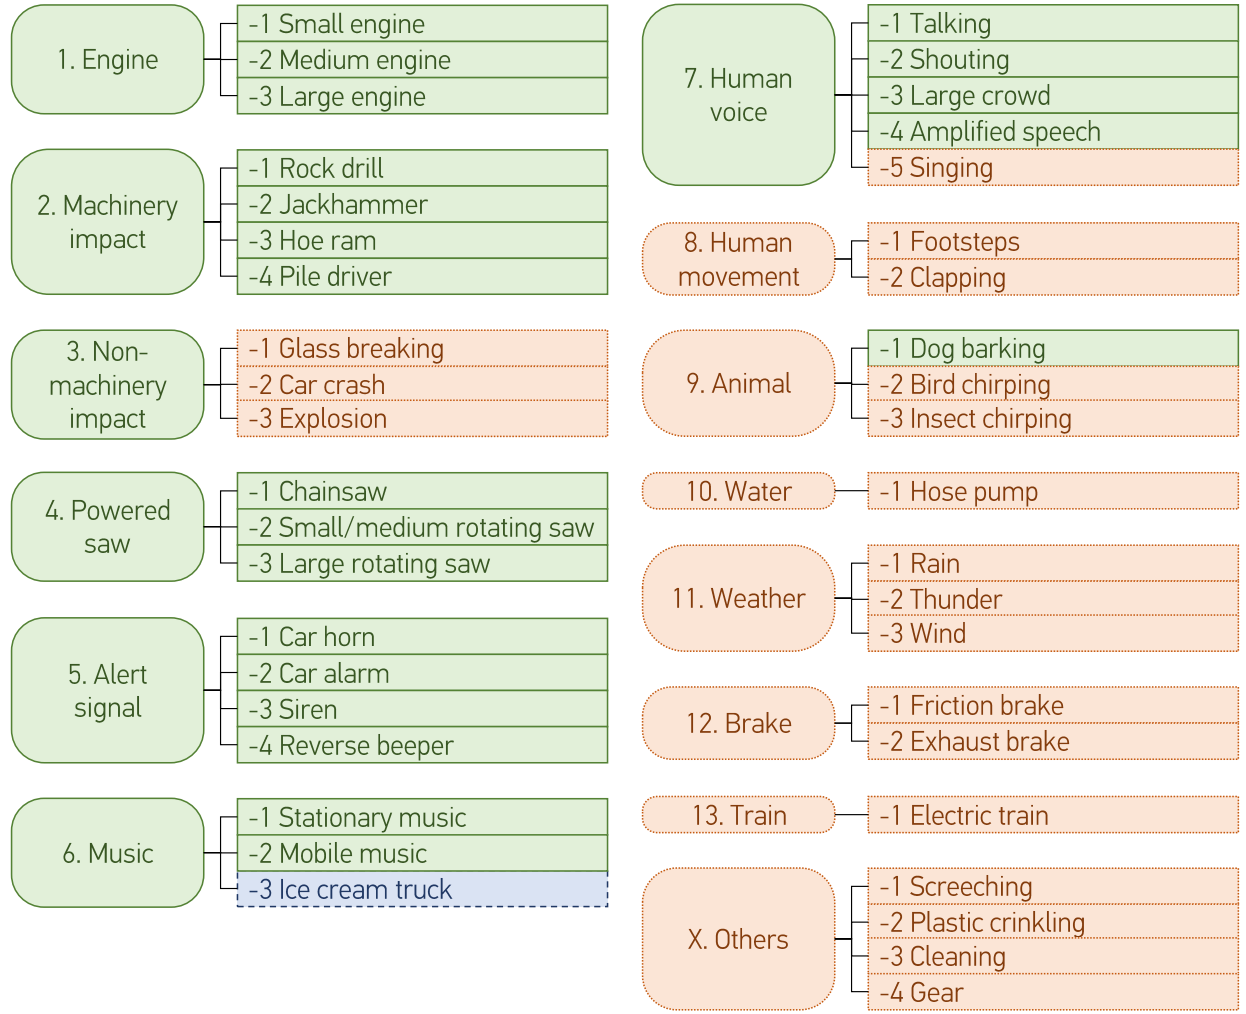 1. Engine
-1 Small engine
-2 Medium engine
-3 Large engine
2. Machinery
impact
-1 Rock drill
-2 Jackhammer
-3 Hoe ram
-4 Pile driver
3. Non-
machinery
impact
-1 Glass breaking
-2 Car crash
-3 Explosion
4. Powered
saw
-1 Chainsaw
-2 Small/medium rotating saw
-3 Large rotating saw
5. Alert
signal
-1 Car horn
-2 Car alarm
-3 Siren
-4 Reverse beeper
6. Music
-1 Stationary music
-2 Mobile music
-3 Ice cream truck
7. Human
voice
-1 Talking
-2 Shouting
-3 Large crowd
-4 Amplified speech
-5 Singing
8. Human
movement
-1 Footsteps
-2 Clapping
9. Animal
-1 Dog barking
-2 Bird chirping
-3 Insect chirping
10. Water
-1 Hose pump
11. Weather
-1 Rain
-2 Thunder
-3 Wind
12. Brake
-1 Friction brake
-2 Exhaust brake
13. Train
-1 Electric train
X. Others
-1 Screeching
-2 Plastic crinkling
-3 Cleaning
-4 Gear